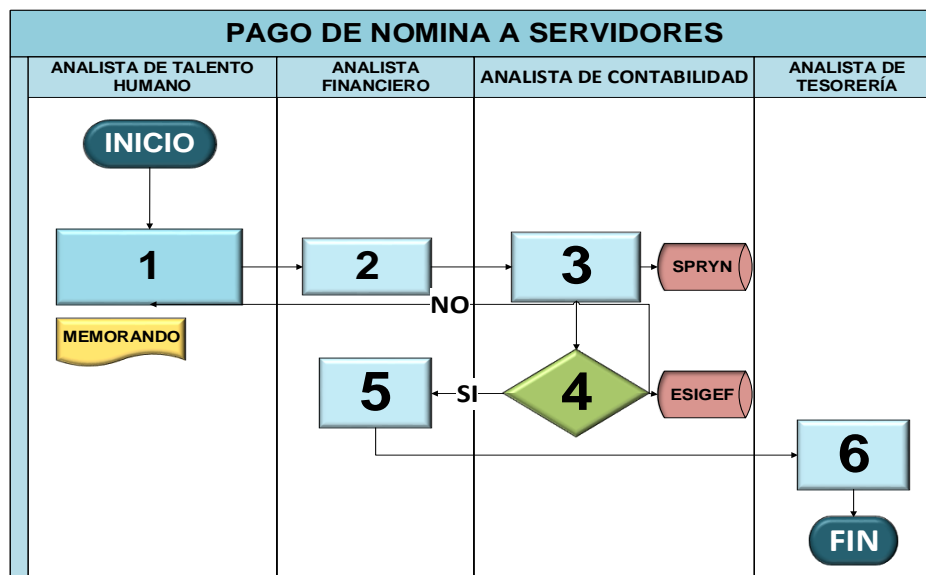 PAGO DE NOMINA A SERVIDORES
ANALISTA DE TALENTO
HUMANO
ANALISTA
FINANCIERO
ANALISTA DE CONTABILIDAD
ANALISTA DE
TESORERÍA
INICIO
1
2
3
SPRYN
NO
MEMORANDO
5
SI
4
ESIGEF
6
FIN